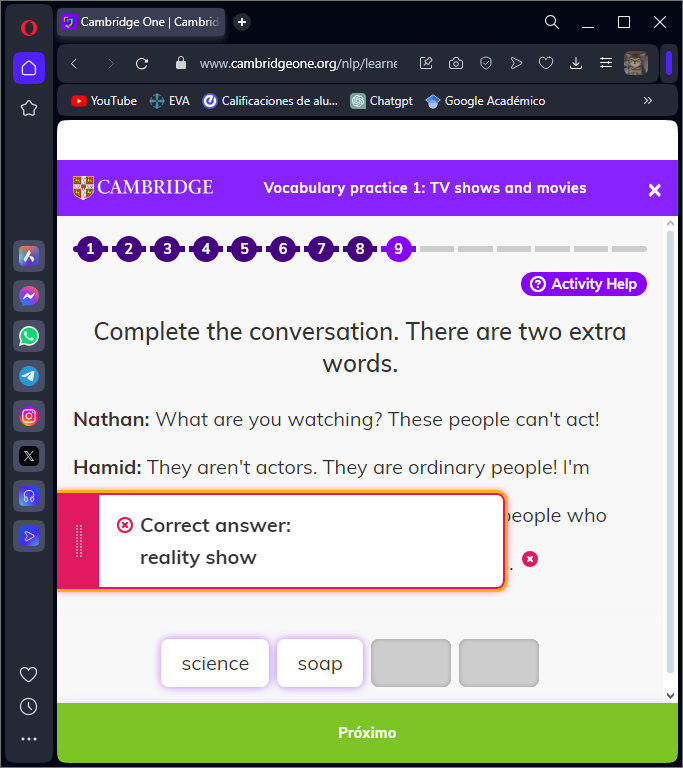 Cambridge One | Cambrid
www.cambridgeone.org/nlp/learne
YouTube EVA Calificaciones de alu... Chatgpt Google Académico »
CAMBRIDGE Vocabulary practice 1: TV shows and movies
1 2 3 4 5 6 7 8 9
Activity Help
Complete the conversation. There are two extra
words.
Nathan: What are you watching? These people can't act!
Hamid: They aren't actors. They are ordinary people! I'm
people who
.
Correct answer:
reality show
science soap
Próximo